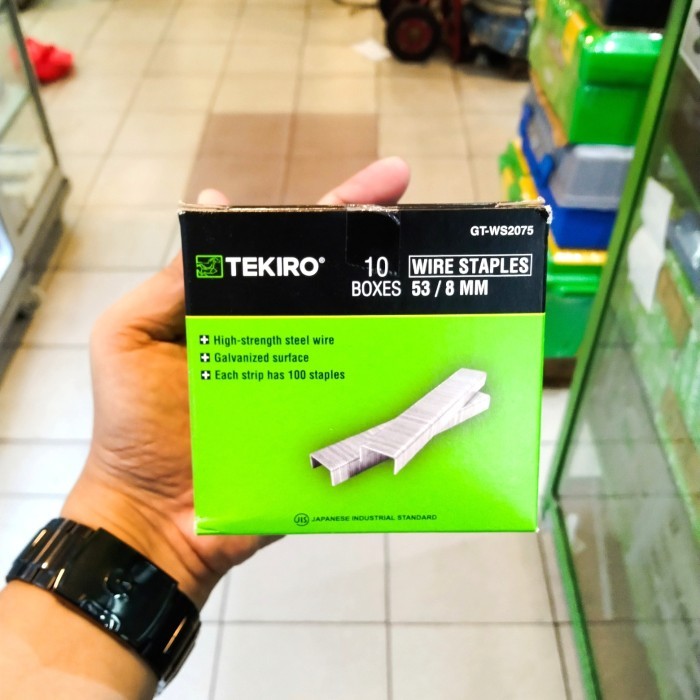 GT-WS2075
TEKIRO®
10
BOXES
WIRE STAPLES
53 / 8 MM
High-strength steel wire
Galvanized surface
Each strip has 100 staples
JIS JAPANESE INDUSTRIAL STANDARD